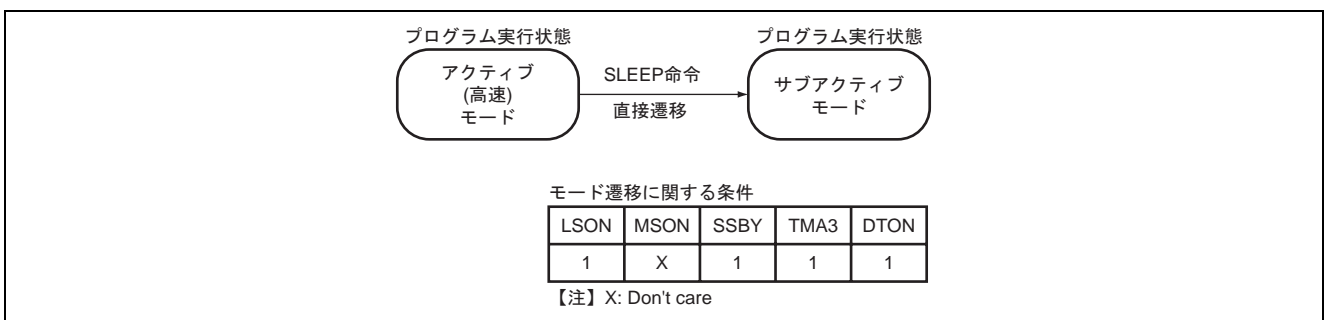 プログラム実行状態
プログラム実行状態
アクティブ
(高速)
モード
SLEEP命令
直接遷移
サブアクティブ
モード
モード遷移に関する条件
LSON MSON SSBY TMA3 DTON
1 X 1 1 1
【注】X: Don't care